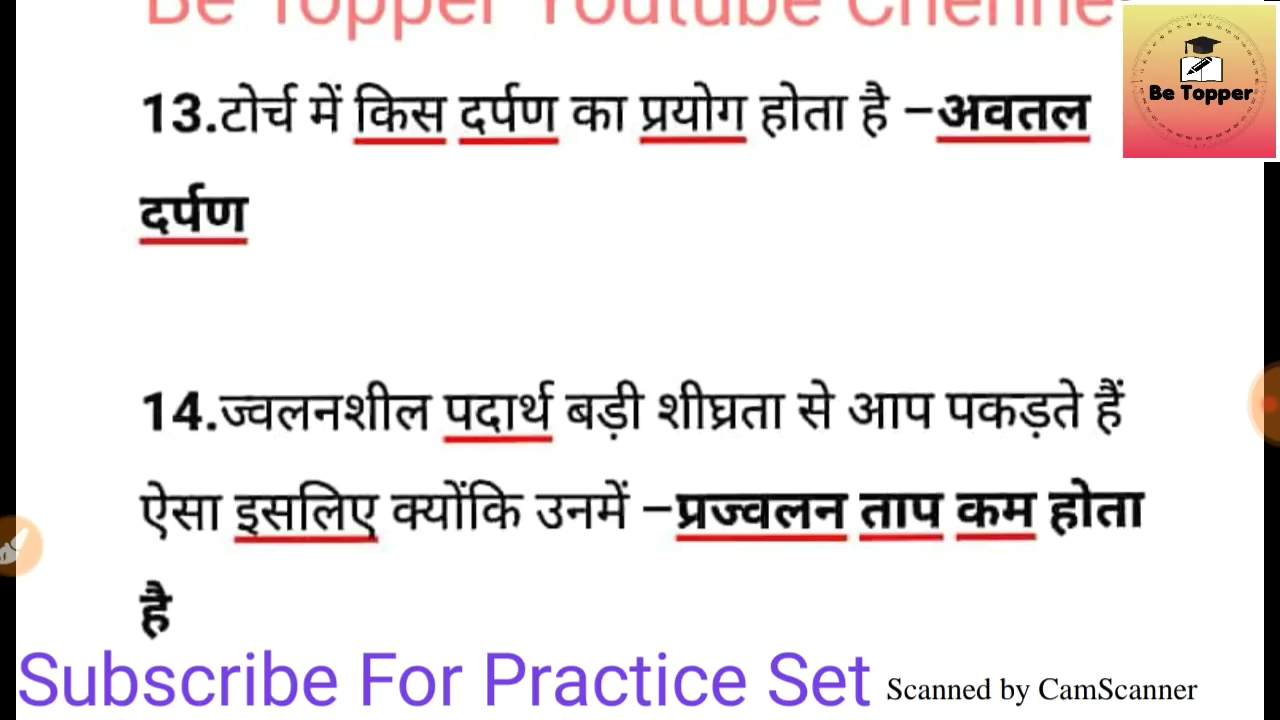 Be Topper Youtube Chenne
Be Topper
13.टोर्च में किस दर्पण का प्रयोग होता है –अवतल
दर्पण
14.ज्वलनशील पदार्थ बड़ी शीघ्रता से आप पकड़ते हैं
ऐसा इसलिए क्योंकि उनमें –प्रज्वलन ताप कम होता
है
Subscribe For Practice Set
Scanned by CamScanner